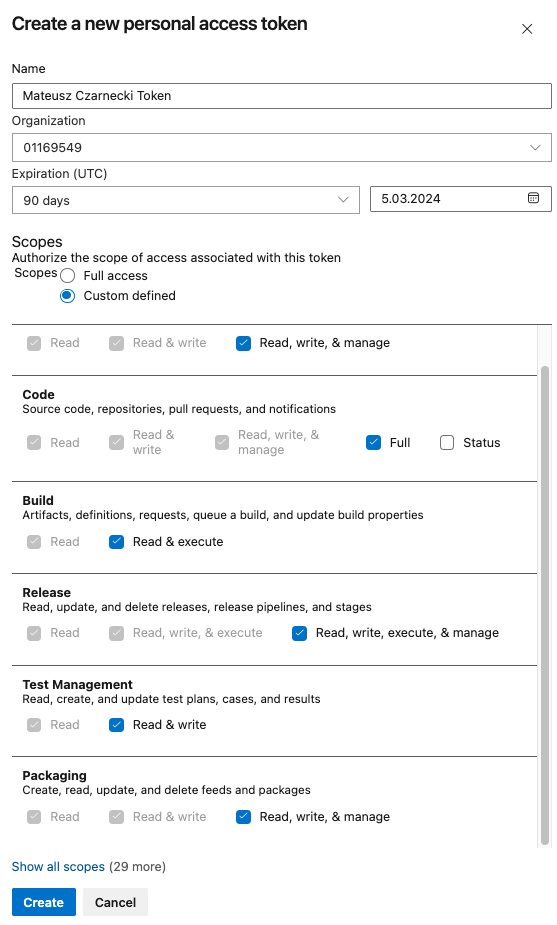 Create a new personal access token
Name
Mateusz Czarnecki Token
Organization
01169549
Expiration (UTC)
90 days
5.03.2024
Scopes
Authorize the scope of access associated with this token
Scopes
Full access
Custom defined
Read
Read & write
Read, write, & manage
Code
Source code, repositories, pull requests, and notifications
Read
Read &
write
Read, write, &
manage
Full
Status
Build
Artifacts, definitions, requests, queue a build, and update build properties
Read
Read & execute
Release
Read, update, and delete releases, release pipelines, and stages
Read
Read, write, & execute
Read, write, execute, & manage
Test Management
Read, create, and update test plans, cases, and results
Read
Read & write
Packaging
Create, read, update, and delete feeds and packages
Read
Read & write
Read, write, & manage
Show all scopes (29 more)
Create
Cancel